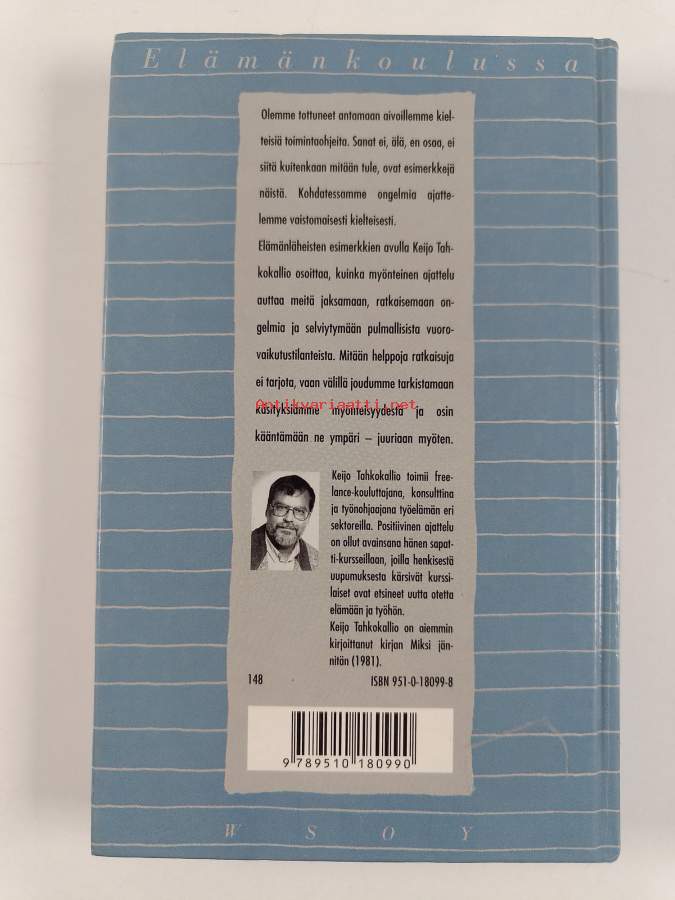 Elämänkoulussa
Olemme tottuneet antamaan aivoillemme kiel-
teisiä toimintaohjeita. Sanat ei, älä, en osaa, ei
siitä kuitenkaan mitään tule, ovat esimerkkejä
näistä. Kohdatessamme ongelmia ajatte-
lemme vaistomaisesti kielteisesti.
Elämänläheisten esimerkkien avulla Keijo Tah-
kokallio osoittaa, kuinka myönteinen ajattelu
auttaa meitä jaksamaan, ratkaisemaan on-
gelmia ja selviytymään pulmallisista vuoro-
vaikutustilanteista. Mitään helppoja ratkaisuja
ei tarjota, vaan välillä joudumme tarkistamaan
Antikvariaatti.net
käsityksiämme myönteisyydestä ja osin
kääntämään ne ympäri – juuriaan myöten.
Keijo Tahkokallio toimii free-
lance-kouluttajana, konsulttina
ja työnohjaajana työelämän eri
sektoreilla. Positiivinen ajattelu
on ollut avainsana hänen sapat-
ti-kursseillaan, joilla henkisestä
uupumuksesta kärsivät kurssi-
laiset ovat etsineet uutta otetta
elämään ja työhön.
Keijo Tahkokallio on aiemmin
kirjoittanut kirjan Miksi jän-
nitän (1981).
148 ISBN 951-0-18099-8
9 789510 180990
WSOY